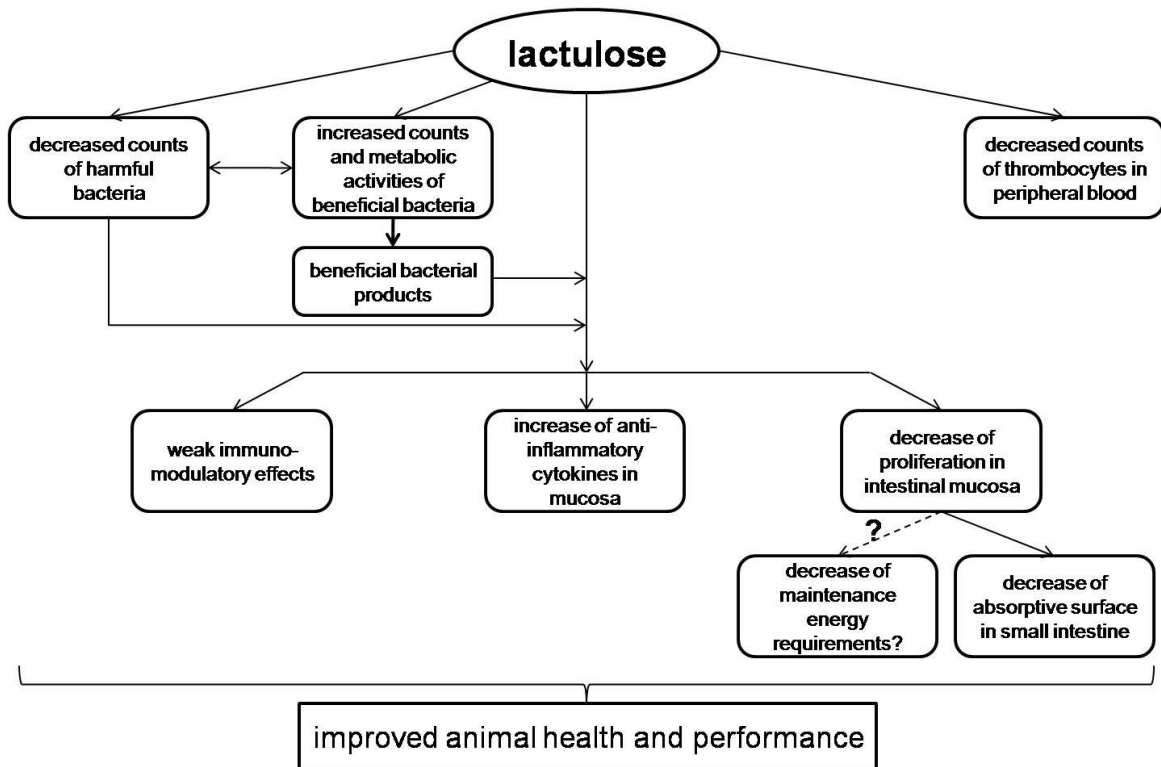 lactulose
decreased counts
of harmful
bacteria
increased counts
and metabolic
activities of
beneficial bacteria
decreased counts
of thrombocytes in
peripheral blood
beneficial bacterial
products
weak immuno-
modulatory effects
increase of anti-
inflammatory
cytokines in
mucosa
decrease of
proliferation in
intestinal mucosa
?
decrease of
maintenance
energy
requirements?
decrease of
absorptive surface
in small intestine
improved animal health and performance